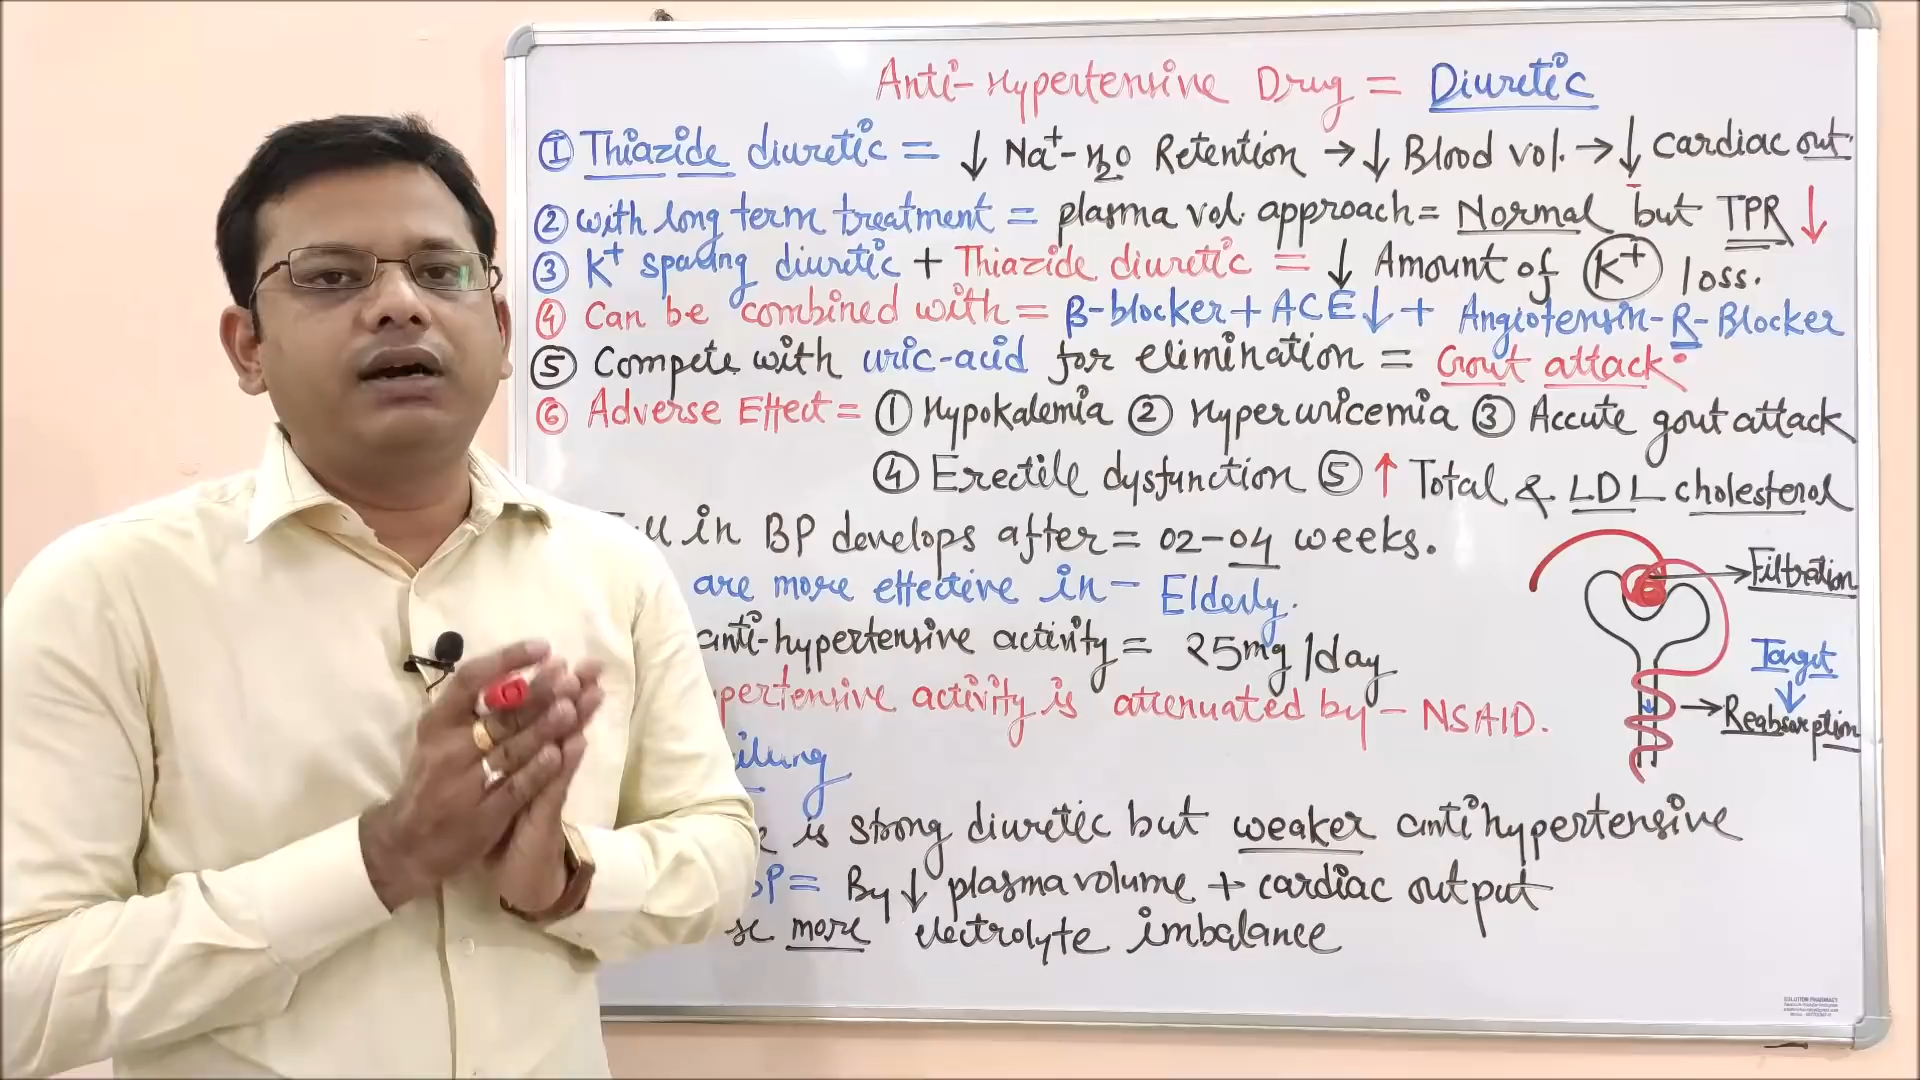 Anti-Hypertensive Drug = Diuretic
① Thiazide diuretic = ↓ Na⁺-H₂O Retention → ↓ Blood vol. → ↓ cardiac out.
② with long term treatment = plasma vol. approach = Normal but TPR ↓
③ K⁺ sparing diuretic + Thiazide diuretic = ↓ Amount of K⁺ loss.
④ Can be combined with = β-blocker + ACE↓ + Angiotensin-R-Blocker
⑤ Compete with uric-acid for elimination = Gout attack.
⑥ Adverse Effect = ① Hypokalemia ② Hyperuricemia ③ Accute gout attack
④ Erectile dysfunction ⑤ ↑ Total & LDL cholesterol
in BP develops after = 02-04 weeks.
are more effective in - Elderly.
anti-hypertensive activity = 25mg/day
pertensive activity is attenuated by - NSAID.
is strong diuretic but weaker antihypertensive
BP = By ↓ plasma volume + cardiac output
more electrolyte imbalance
Filtration
Target
↓
Reabsorption
SOLUTION PHARMACY